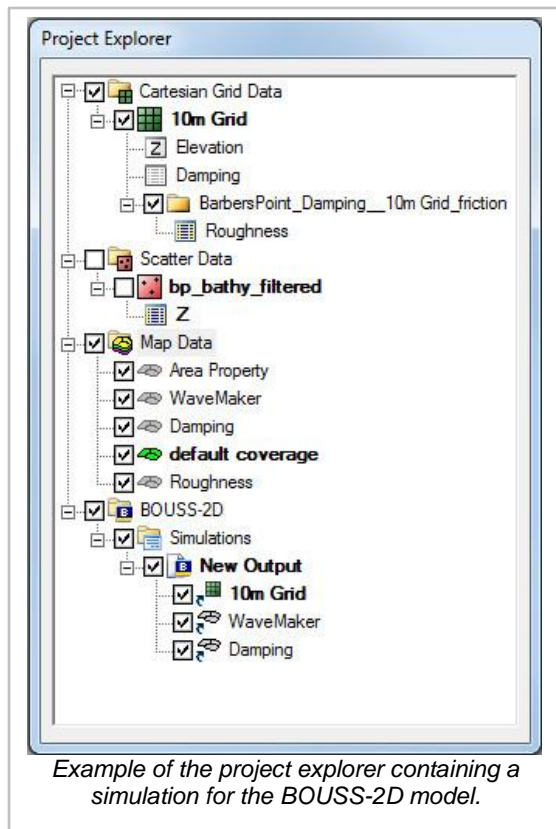 Project Explorer
Cartesian Grid Data
10m Grid
Z Elevation
Damping
BarbersPoint_Damping__10m Grid_friction
Roughness
Scatter Data
bp_bathy_filtered
Z
Map Data
Area Property
WaveMaker
Damping
default coverage
Roughness
B BOUSS-2D
Simulations
B New Output
10m Grid
WaveMaker
Damping
Example of the project explorer containing a
simulation for the BOUSS-2D model.